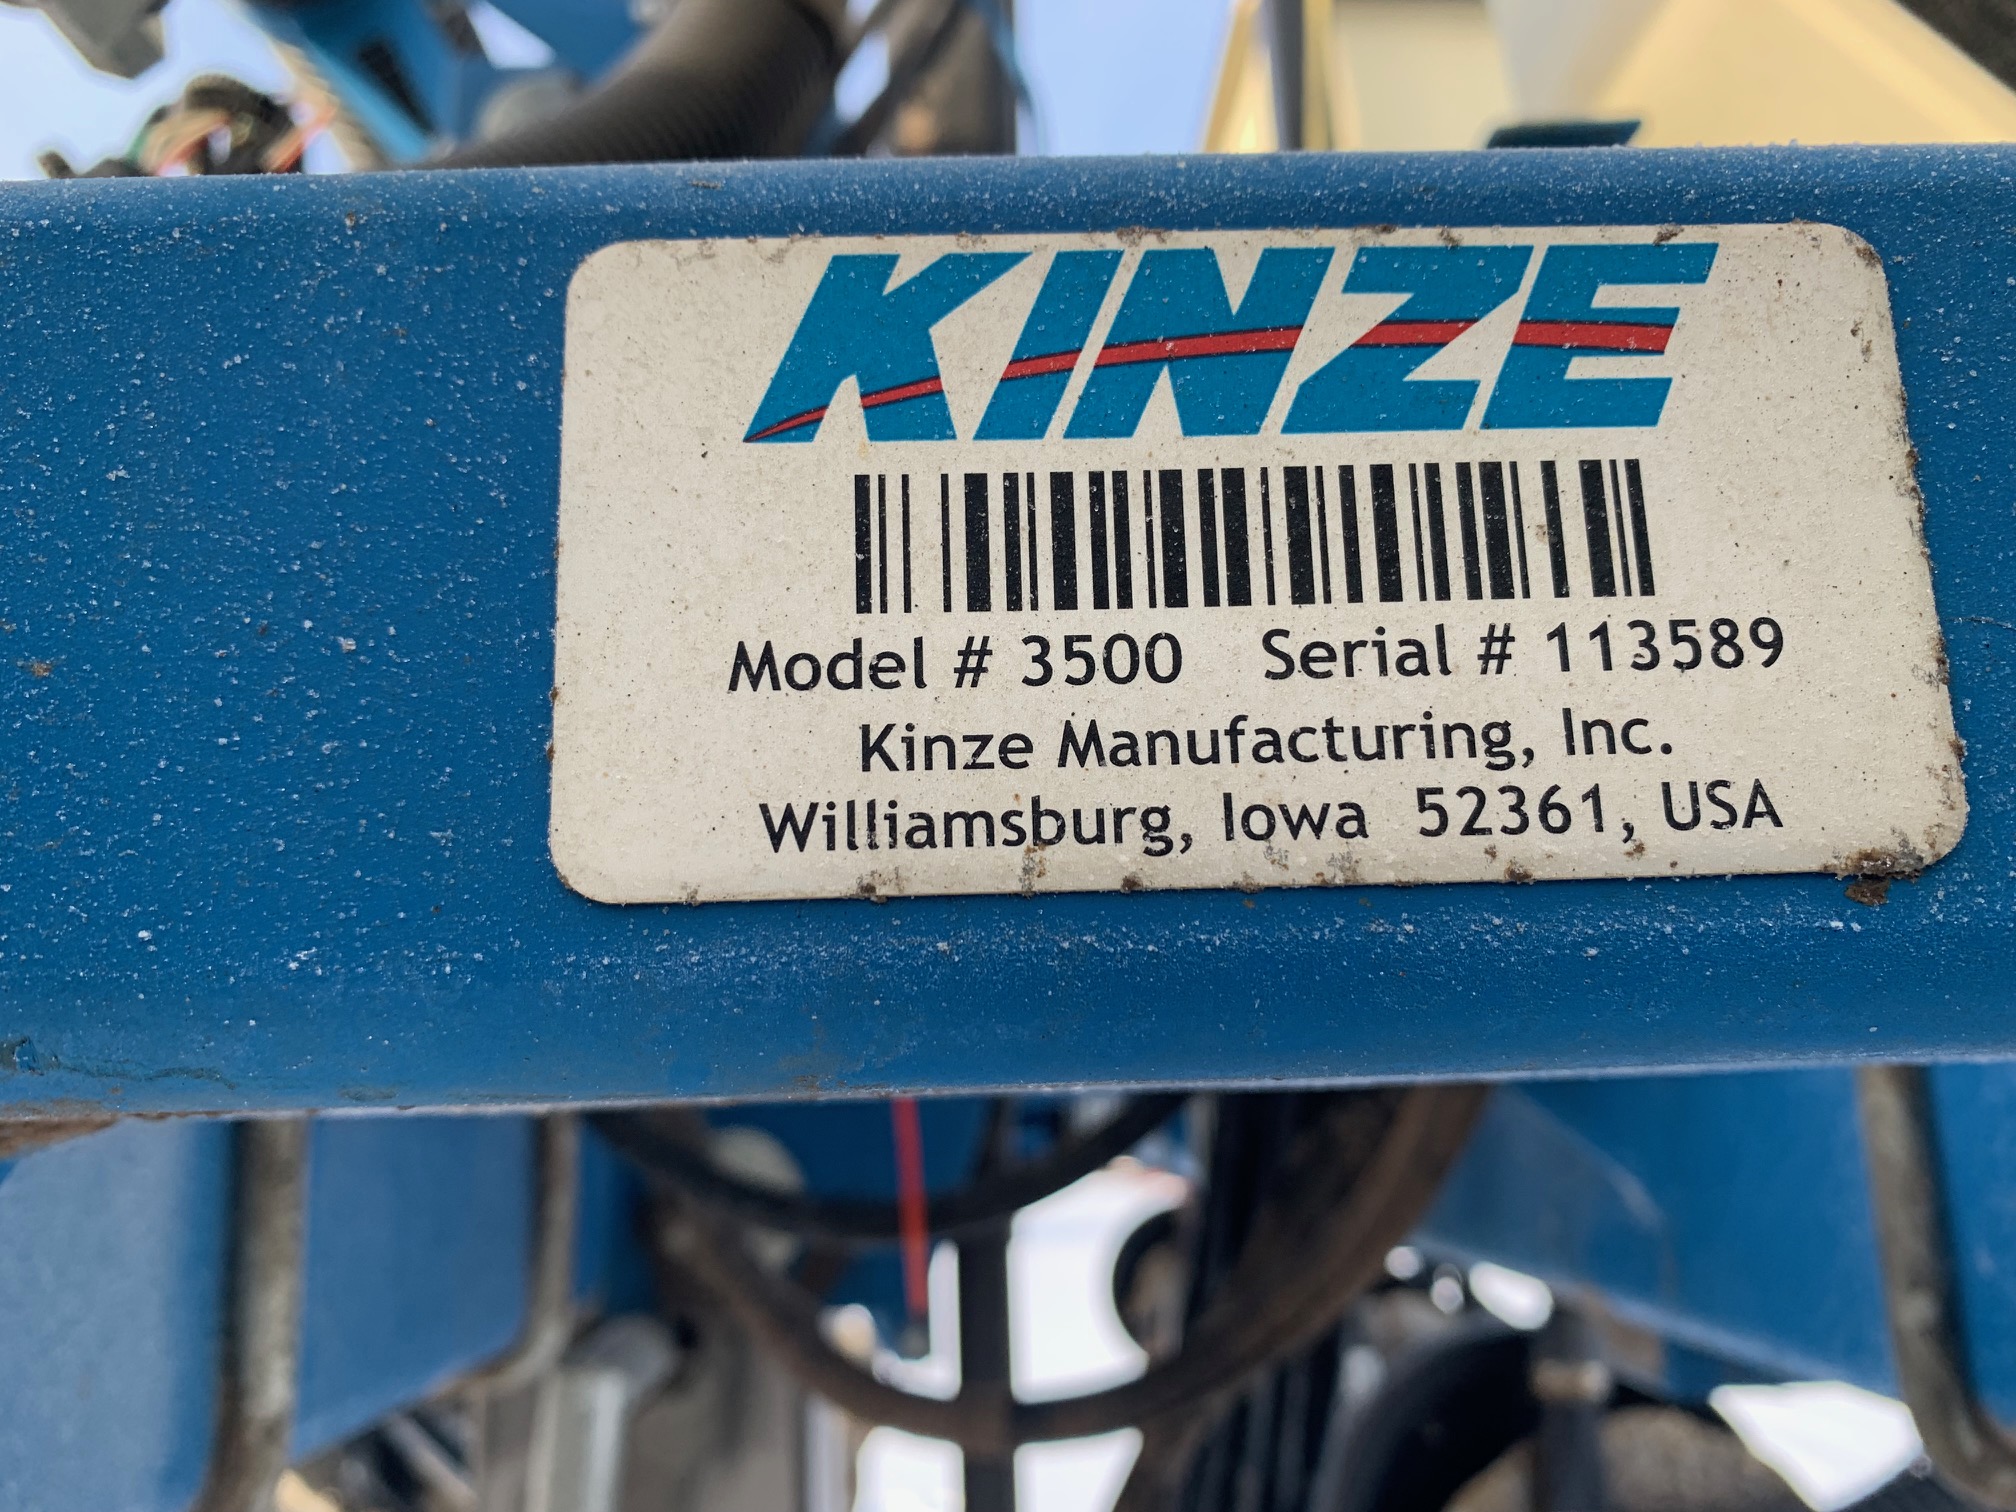 KINZE
Model # 3500 Serial # 113589
Kinze Manufacturing, Inc.
Williamsburg, Iowa 52361, USA